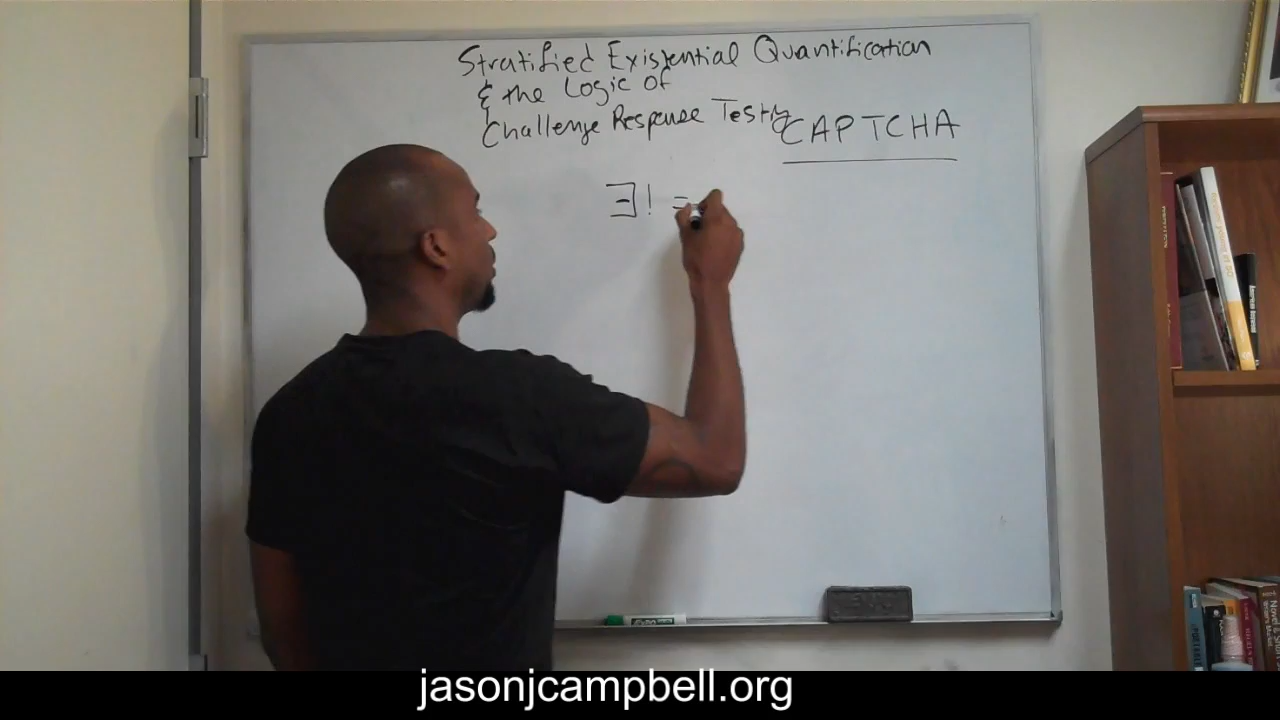 Stratified Existential Quantification
& the Logic of
Challenge Response Testing
CAPTCHA
∃! =
jasonjcampbell.org